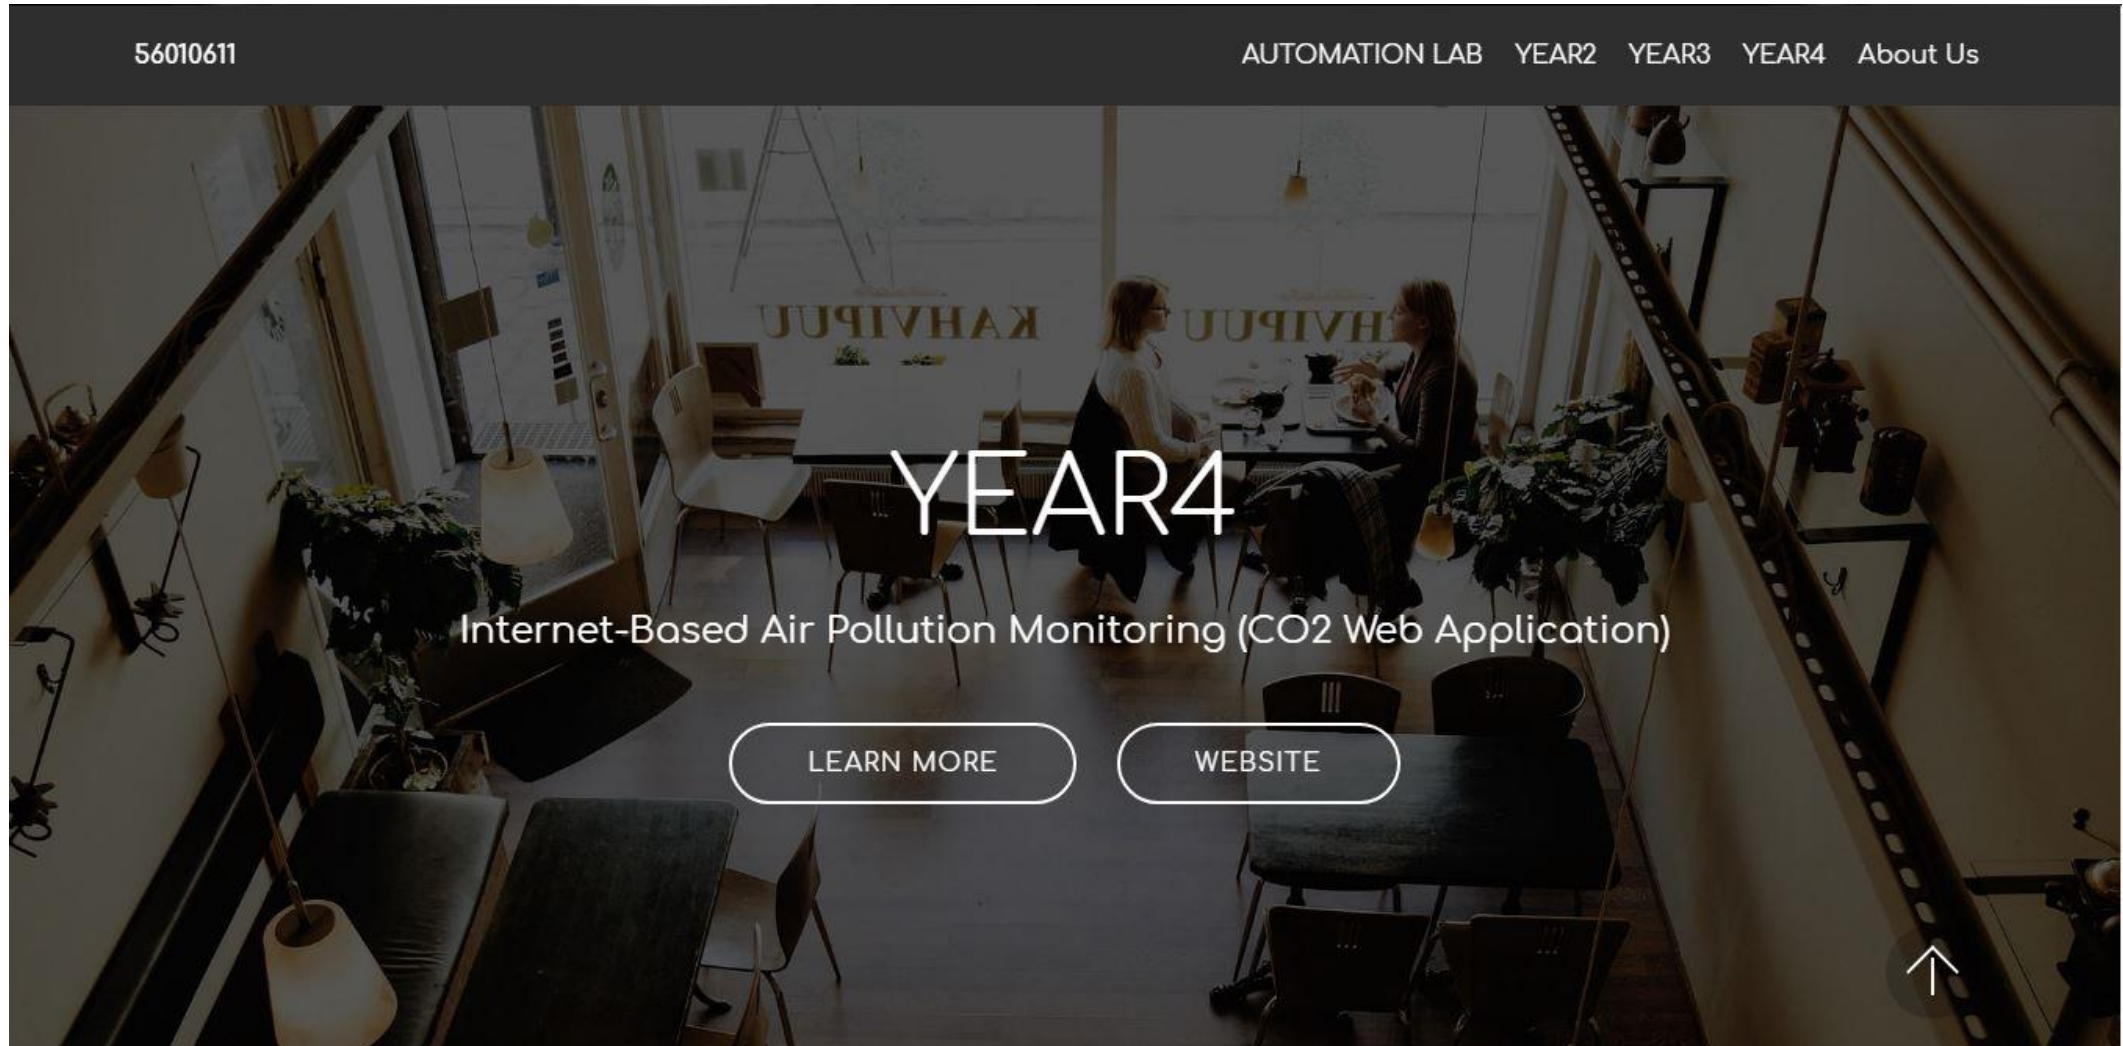 56010611
AUTOMATION LAB YEAR2 YEAR3 YEAR4 About Us
KAHVIPUU
HVIPUU
YEAR4
Internet-Based Air Pollution Monitoring (CO2 Web Application)
LEARN MORE
WEBSITE